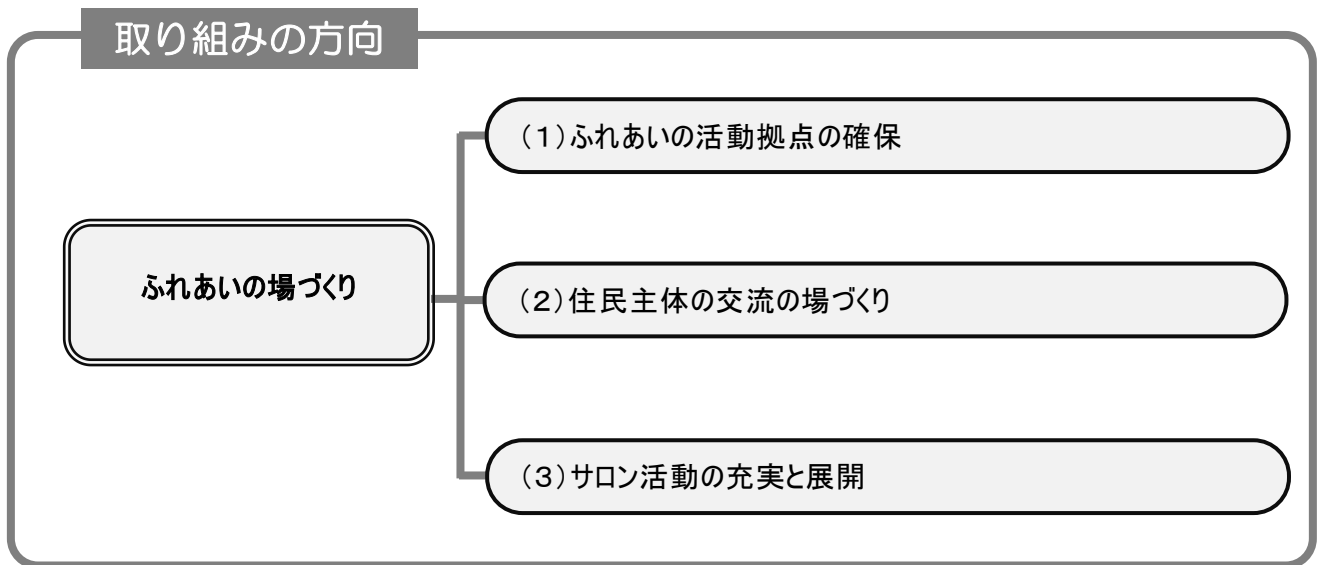 取り組みの方向
(1)ふれあいの活動拠点の確保
ふれあいの場づくり
(2)住民主体の交流の場づくり
(3)サロン活動の充実と展開